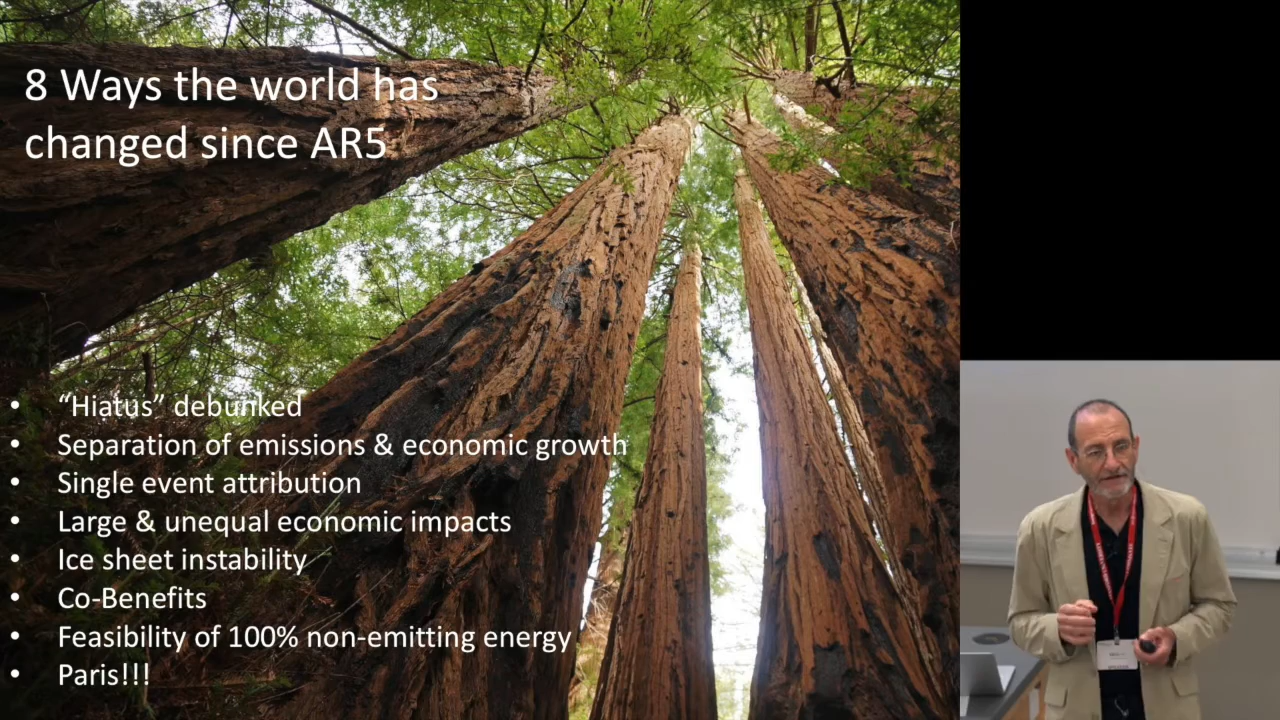 8 Ways the world has
changed since AR5
• “Hiatus” debunked
• Separation of emissions & economic growth
• Single event attribution
• Large & unequal economic impacts
• Ice sheet instability
• Co-Benefits
• Feasibility of 100% non-emitting energy
• Paris!!!